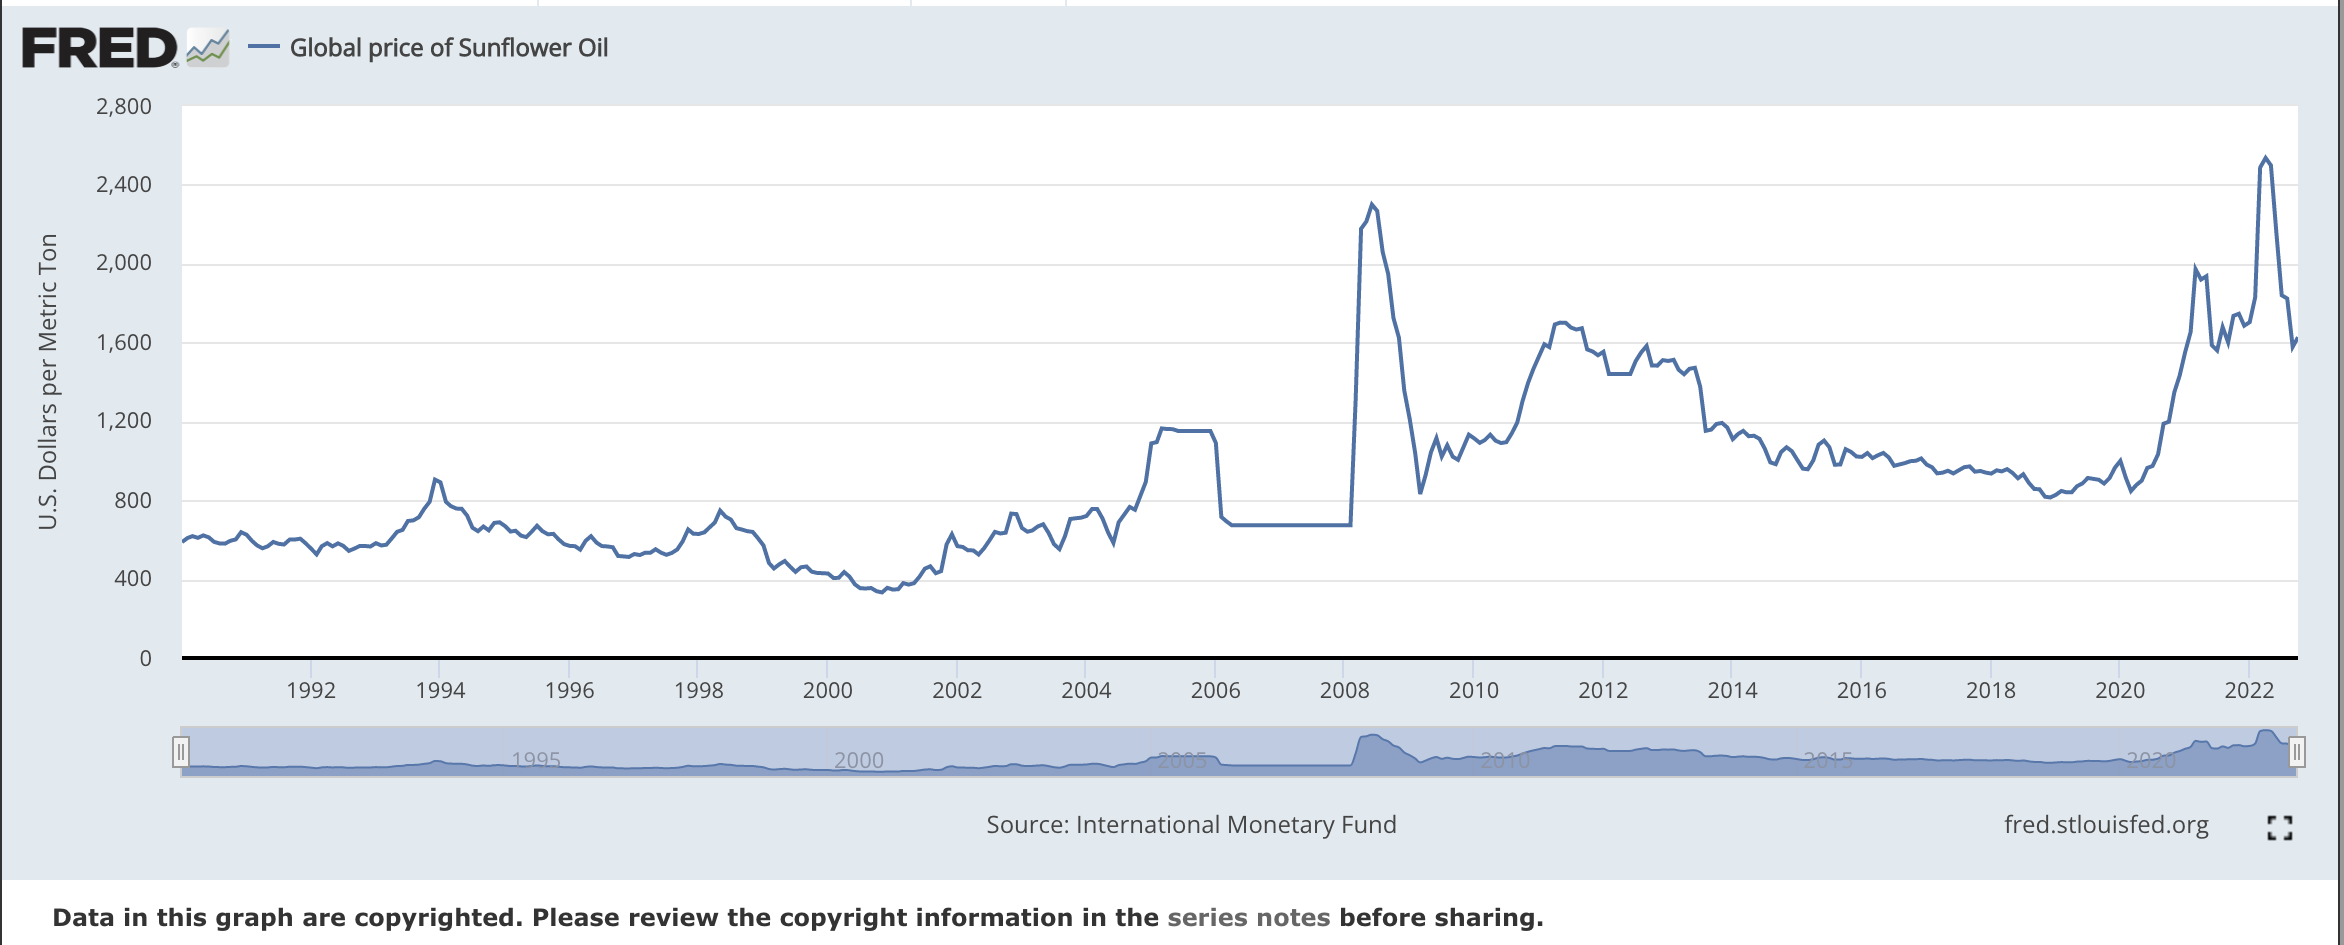 FRED® Global price of Sunflower Oil
U.S. Dollars per Metric Ton
2,800
2,400
2,000
1,600
1,200
800
400
0
1992 1994 1996 1998 2000 2002 2004 2006 2008 2010 2012 2014 2016 2018 2020 2022
1995 2000 2005 2010 2015 2020
Source: International Monetary Fund fred.stlouisfed.org
Data in this graph are copyrighted. Please review the copyright information in the series notes before sharing.